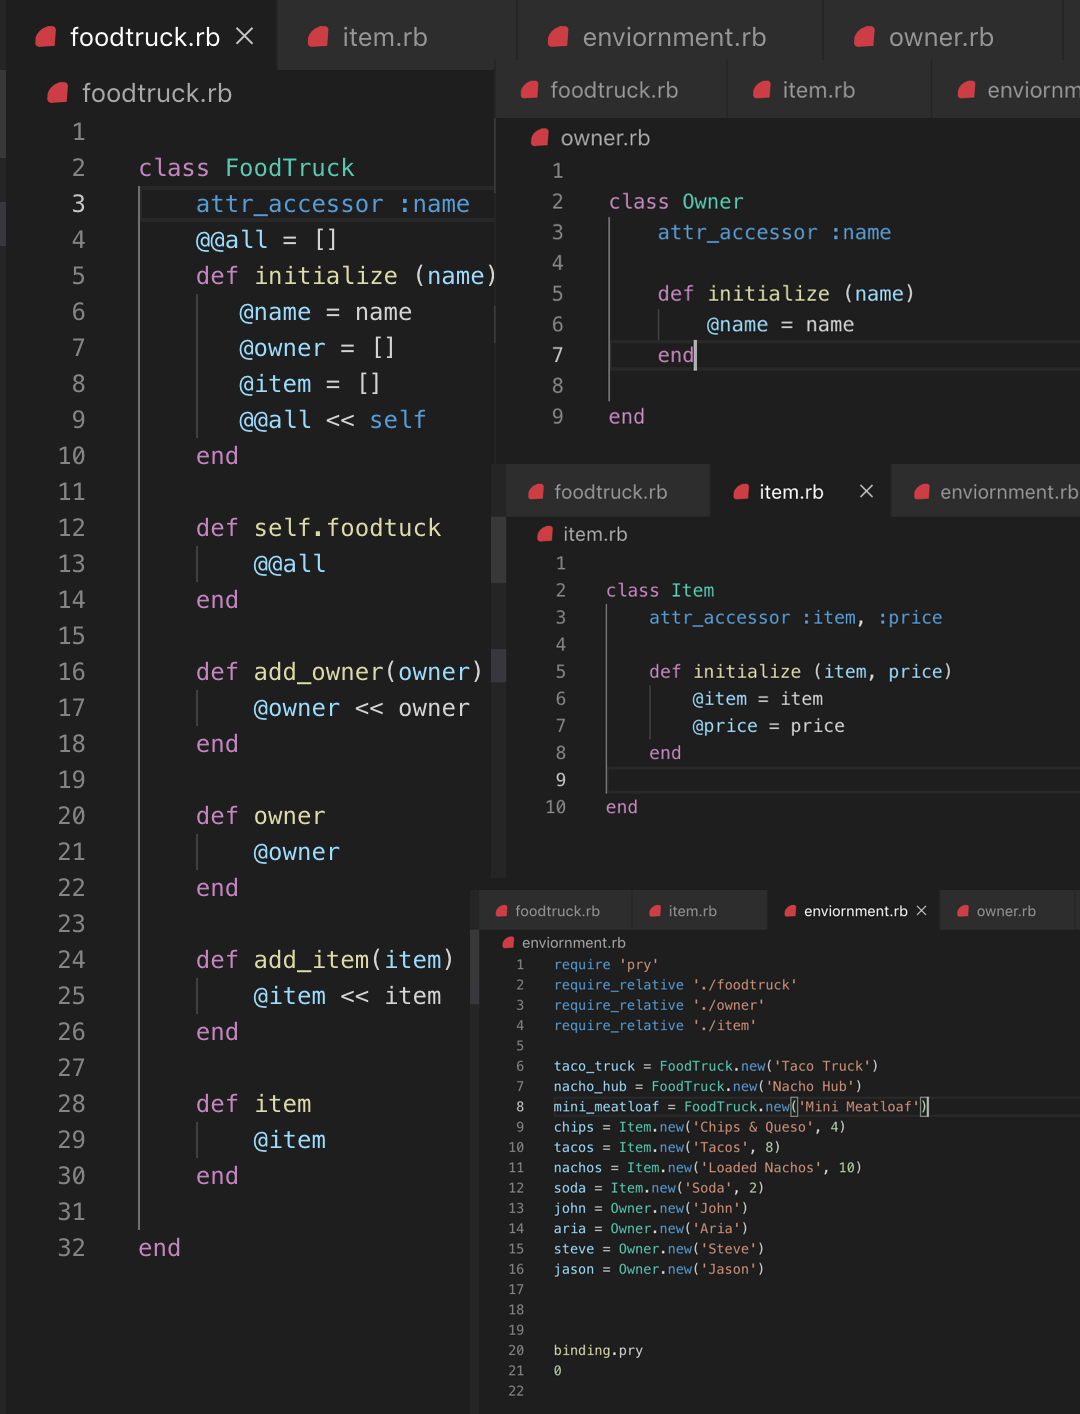 foodtruck.rb × item.rb enviornment.rb owner.rb
foodtruck.rb
1
2 class FoodTruck
3 attr_accessor :name
4 @@all = []
5 def initialize (name)
6 @name = name
7 @owner = []
8 @item = []
9 @@all << self
10 end
11
12 def self.foodtuck
13 @@all
14 end
15
16 def add_owner(owner)
17 @owner << owner
18 end
19
20 def owner
21 @owner
22 end
23
24 def add_item(item)
25 @item << item
26 end
27
28 def item
29 @item
30 end
31
32 end
foodtruck.rb item.rb enviornm
owner.rb
1
2 class Owner
3 attr_accessor :name
4
5 def initialize (name)
6 @name = name
7 end
8
9 end
foodtruck.rb item.rb × enviornment.rb
item.rb
1
2 class Item
3 attr_accessor :item, :price
4
5 def initialize (item, price)
6 @item = item
7 @price = price
8 end
9
10 end
foodtruck.rb item.rb enviornment.rb × owner.rb
enviornment.rb
1 require 'pry'
2 require_relative './foodtruck'
3 require_relative './owner'
4 require_relative './item'
5
6 taco_truck = FoodTruck.new('Taco Truck')
7 nacho_hub = FoodTruck.new('Nacho Hub')
8 mini_meatloaf = FoodTruck.new('Mini Meatloaf')
9 chips = Item.new('Chips & Queso', 4)
10 tacos = Item.new('Tacos', 8)
11 nachos = Item.new('Loaded Nachos', 10)
12 soda = Item.new('Soda', 2)
13 john = Owner.new('John')
14 aria = Owner.new('Aria')
15 steve = Owner.new('Steve')
16 jason = Owner.new('Jason')
17
18
19
20 binding.pry
21 0
22